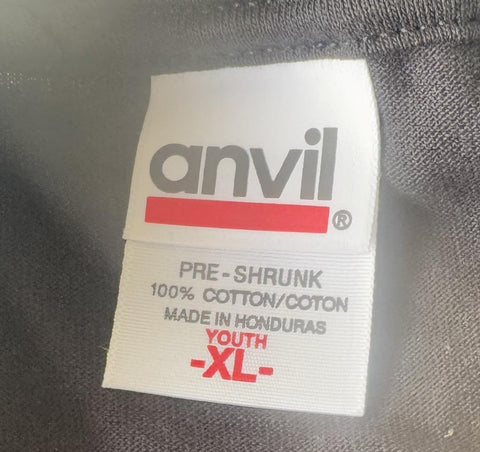 anvil
®
PRE-SHRUNK
100% COTTON/COTON
MADE IN HONDURAS
YOUTH
-XL-